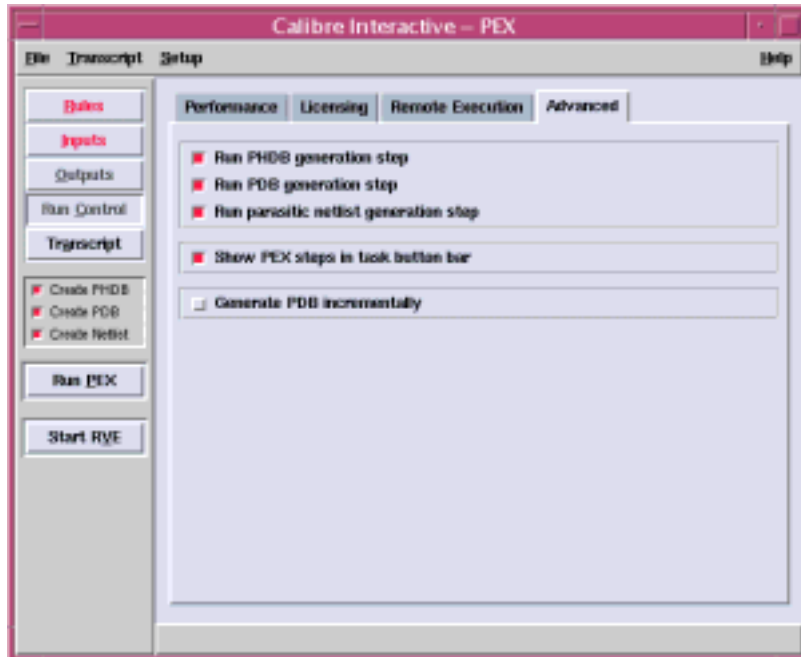 Calibre Interactive – PEX
File Transcript Setup Help
Rules
Inputs
Outputs
Run Control
Transcript
Create PHDB
Create PDB
Create Netlist
Run PEX
Start RVE
Performance Licensing Remote Execution Advanced
Run PHDB generation step
Run PDB generation step
Run parasitic netlist generation step
Show PEX steps in task button bar
Generate PDB incrementally